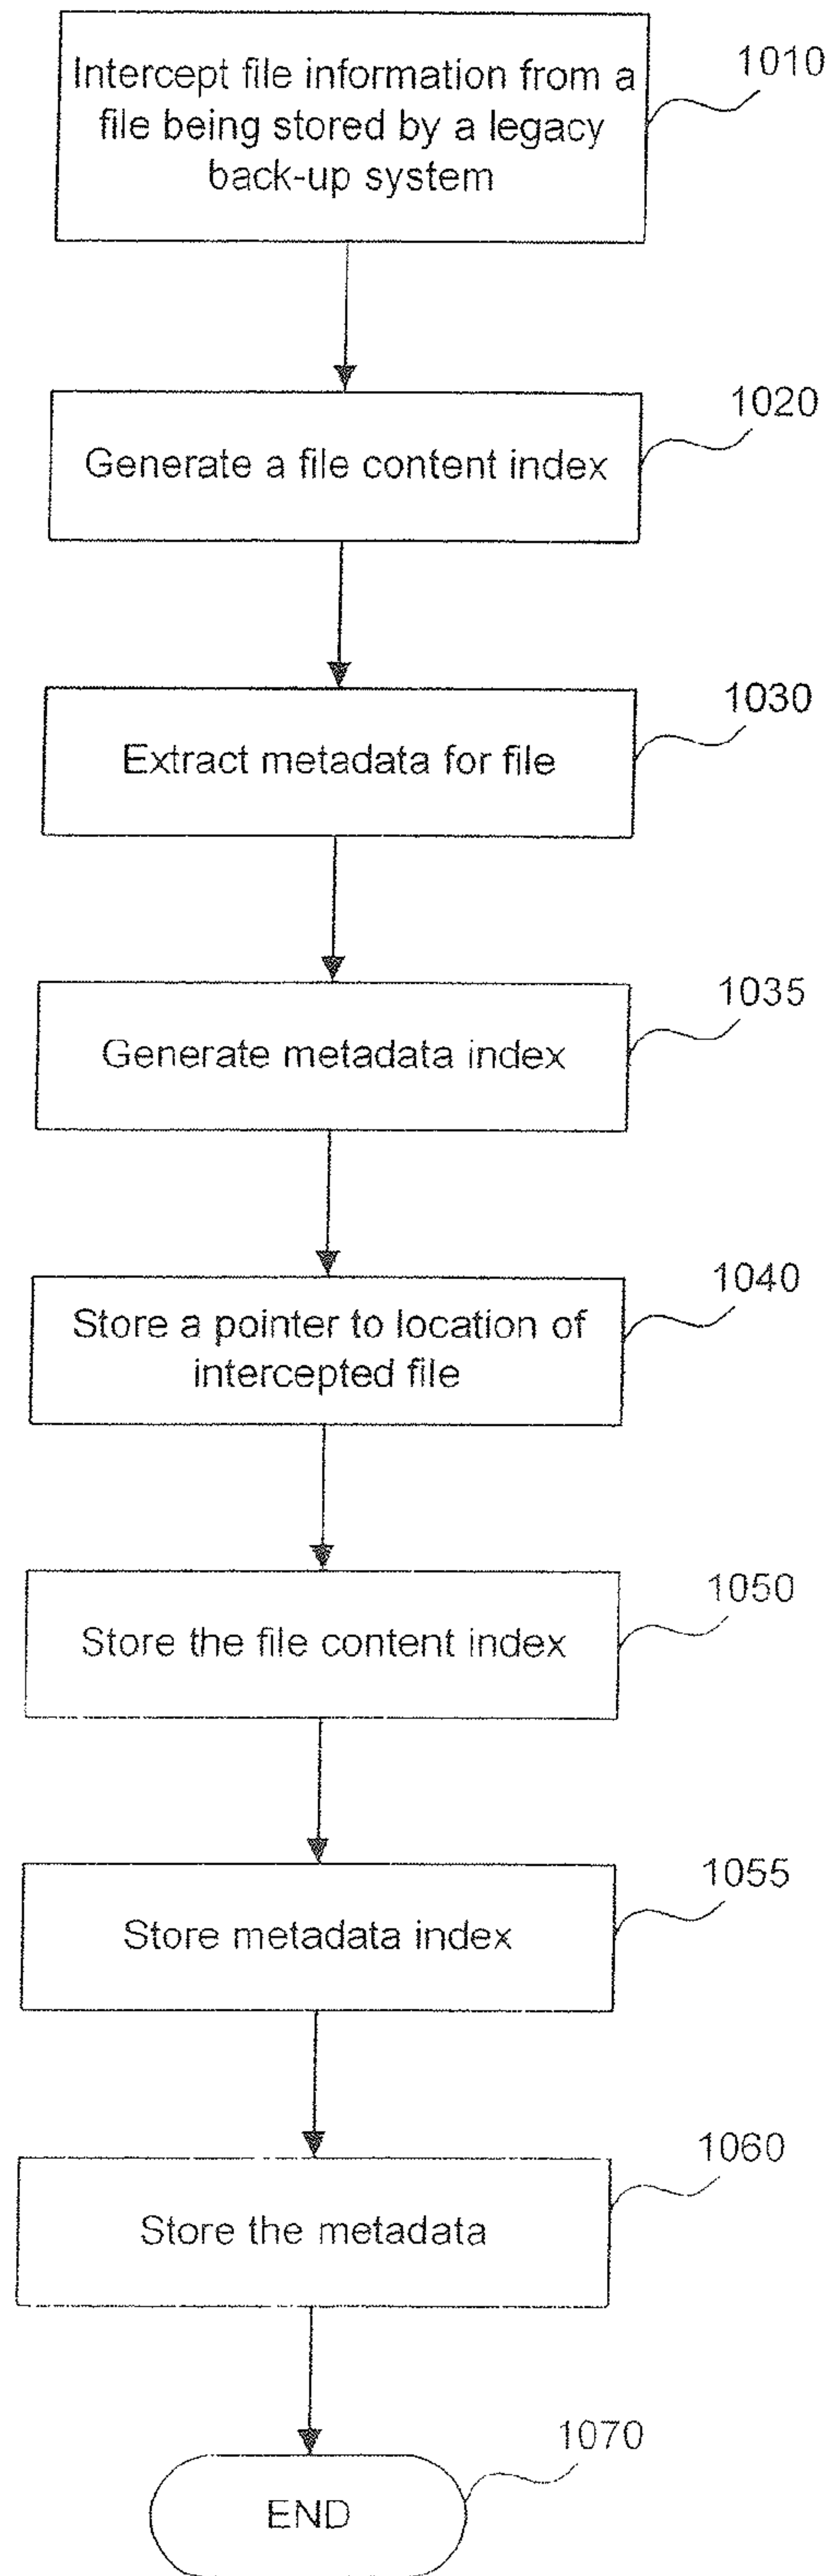 Intercept file information from a
file being stored by a legacy
back-up system
1010
Generate a file content index
1020
Extract metadata for file
1030
Generate metadata index
1035
Store a pointer to location of
intercepted file
1040
Store the file content index
1050
Store metadata index
1055
Store the metadata
1060
END
1070